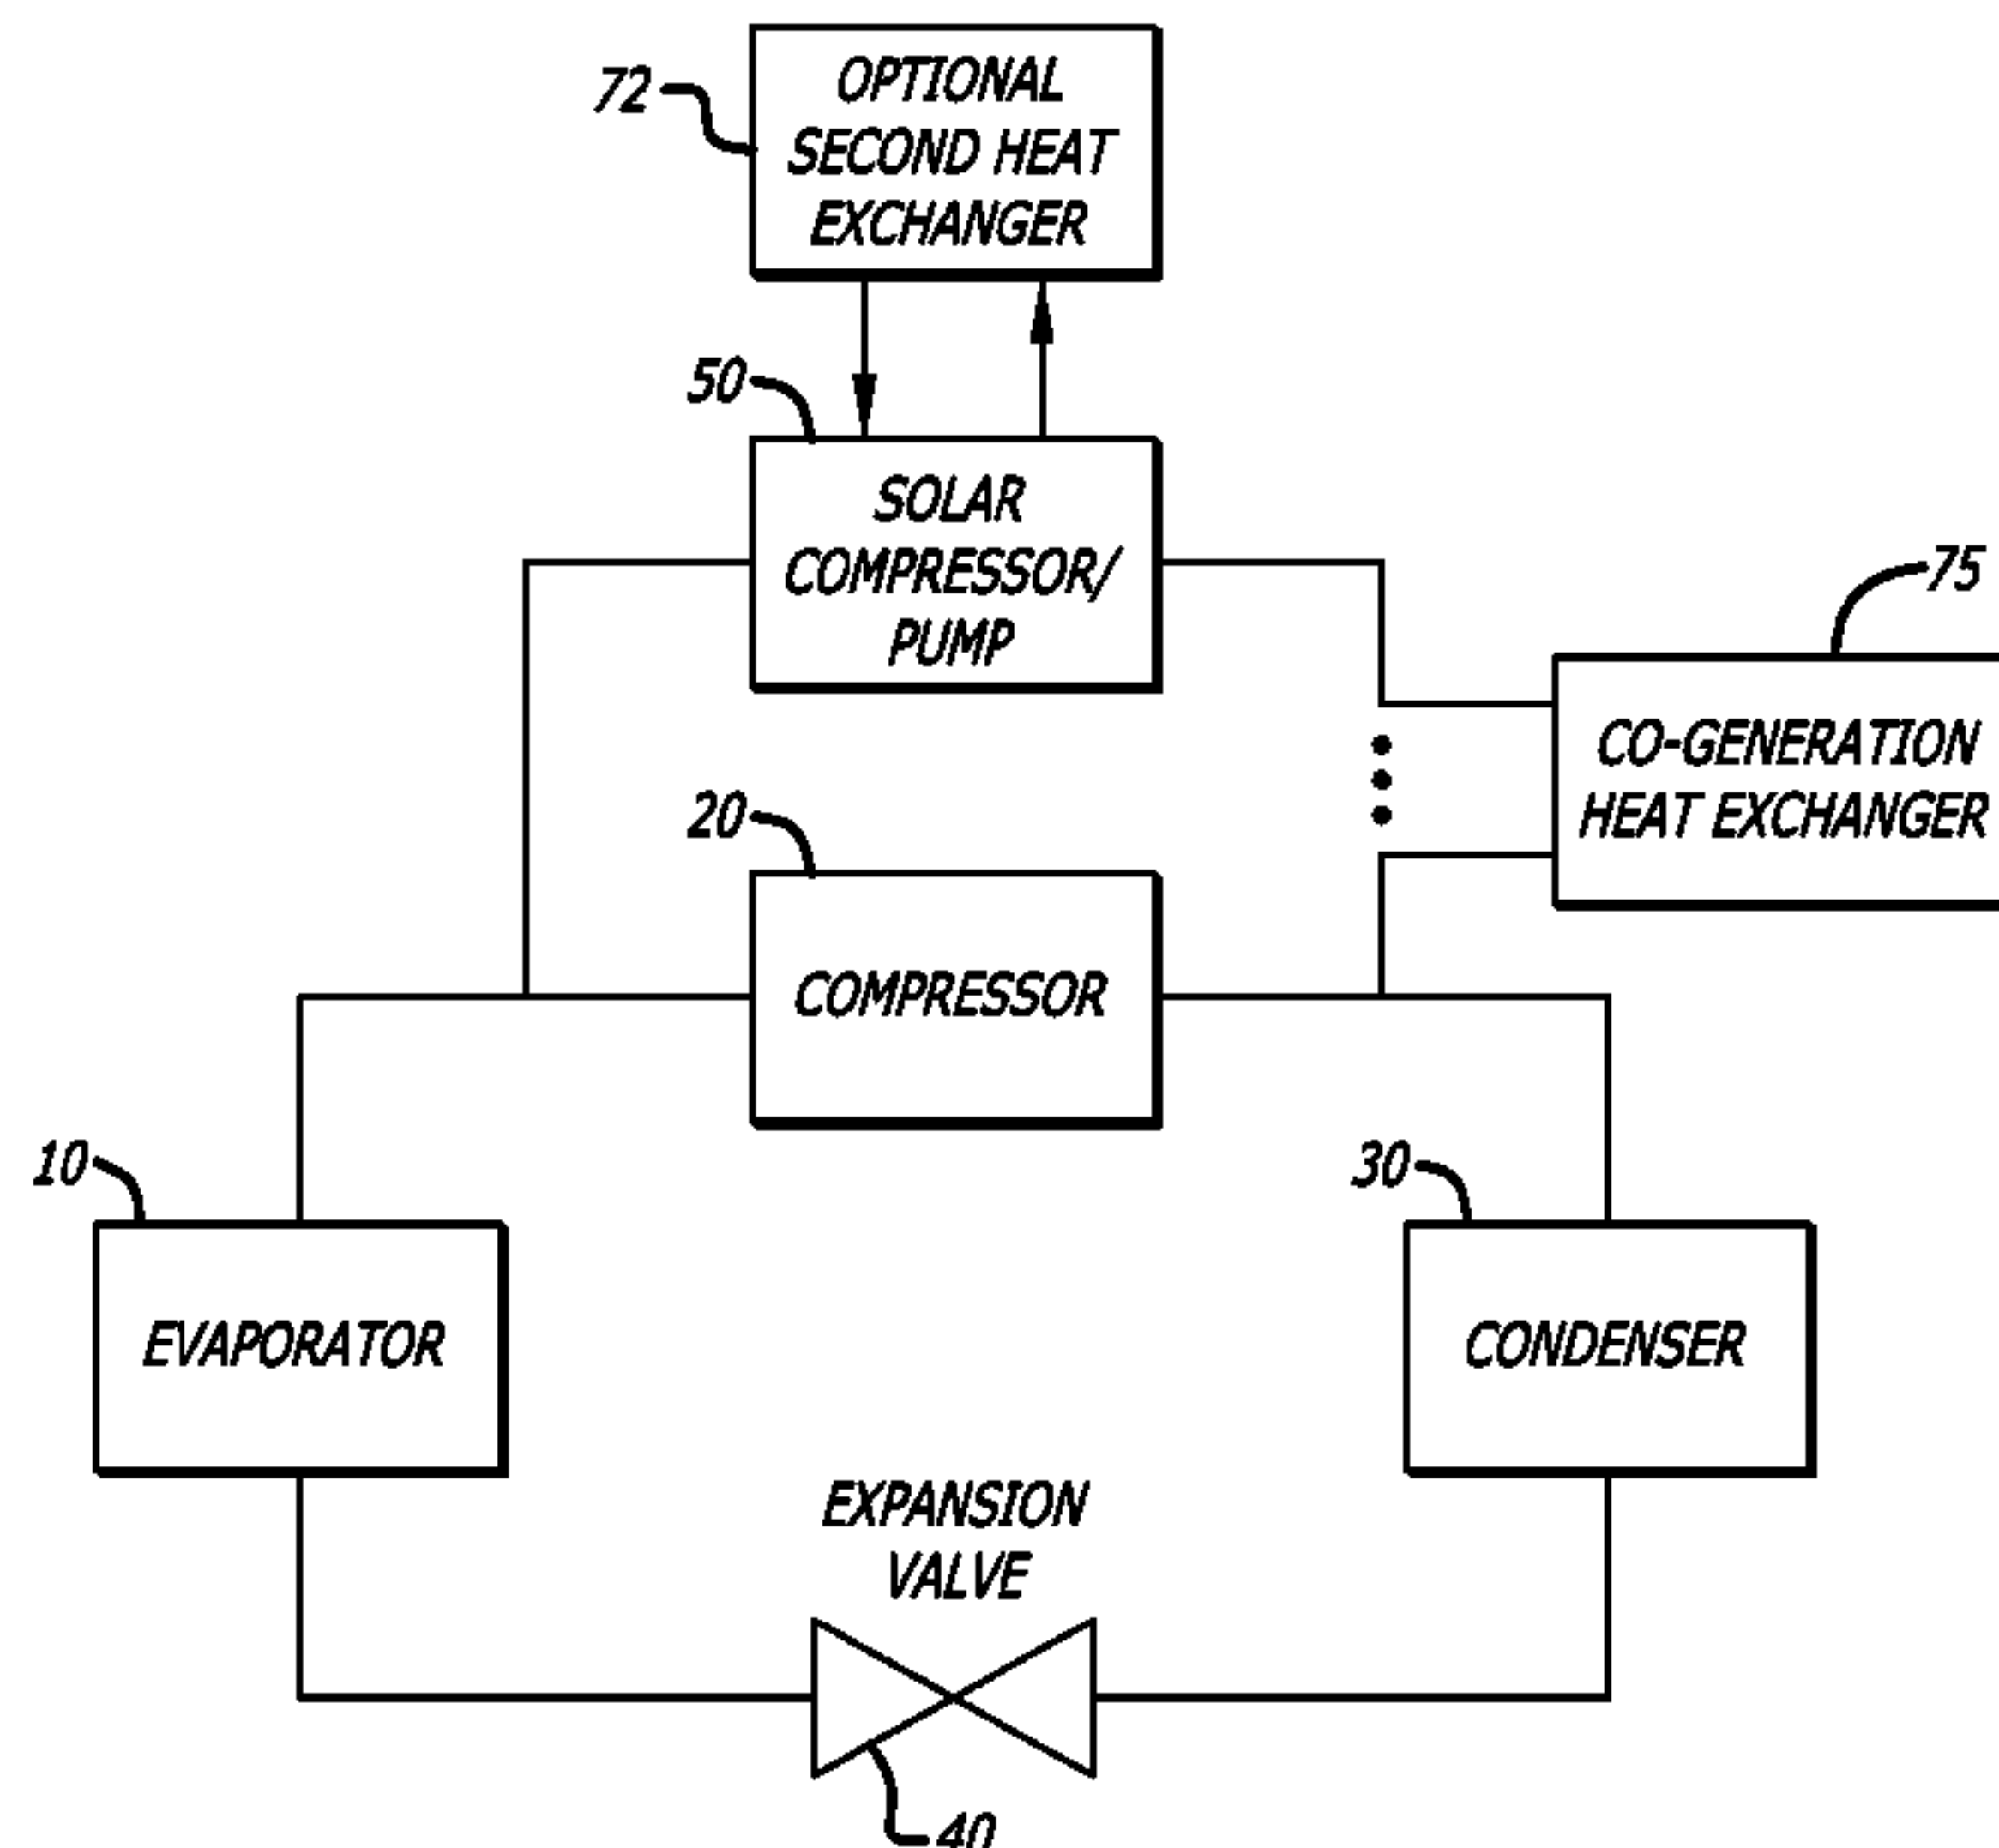 72
OPTIONAL
SECOND HEAT
EXCHANGER
50
SOLAR
COMPRESSOR/
PUMP
75
CO-GENERATION
HEAT EXCHANGER
20
COMPRESSOR
10
EVAPORATOR
30
CONDENSER
EXPANSION
VALVE
40